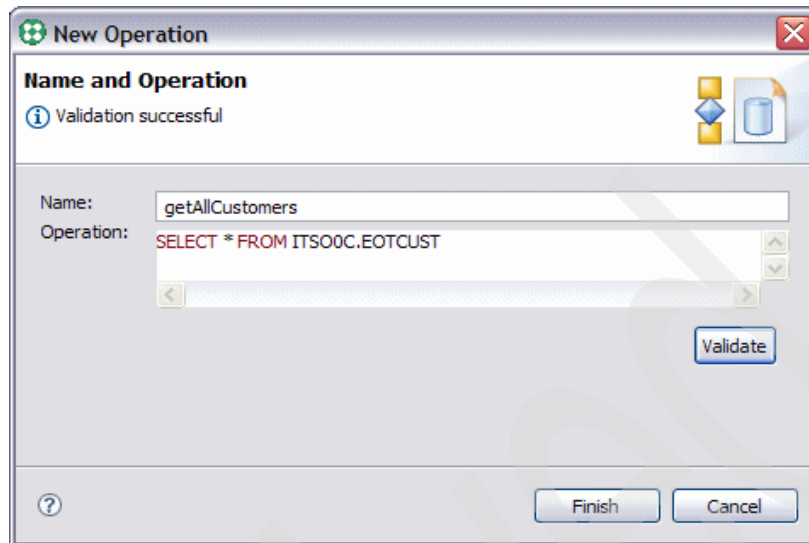 New Operation
Name and Operation
Validation successful
Name: getAllCustomers
Operation: SELECT * FROM ITSO0C.EOTCUST
Validate
Finish Cancel